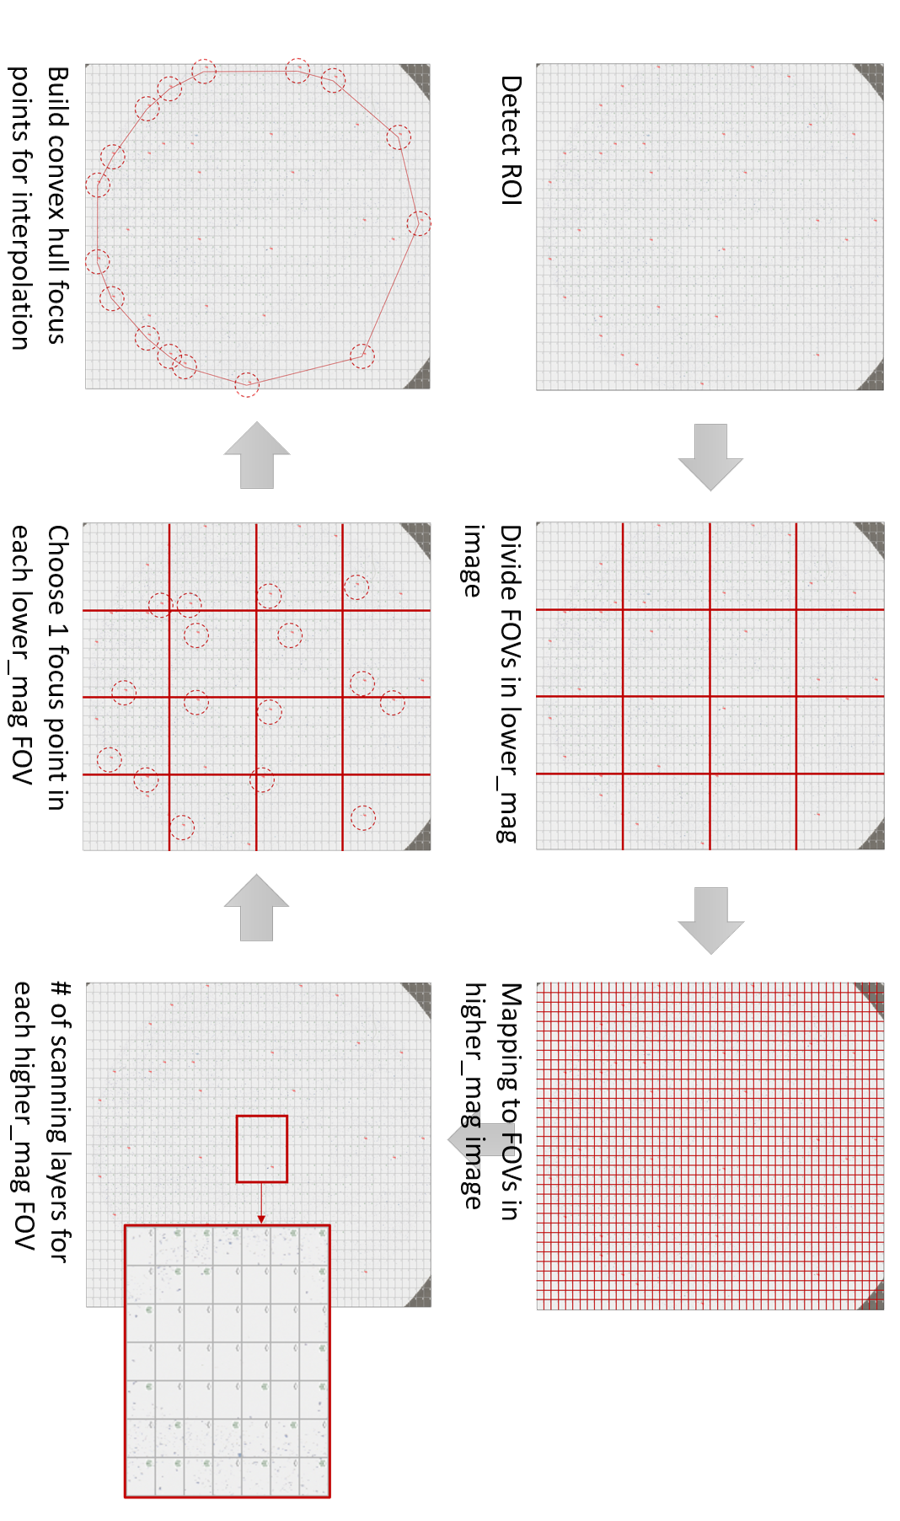 Detect ROI
Divide FOVs in lower_mag
image
Mapping to FOVs in
higher_mag image
# of scanning layers for
each higher_mag FOV
Choose 1 focus point in
each lower_mag FOV
Build convex hull focus
points for interpolation